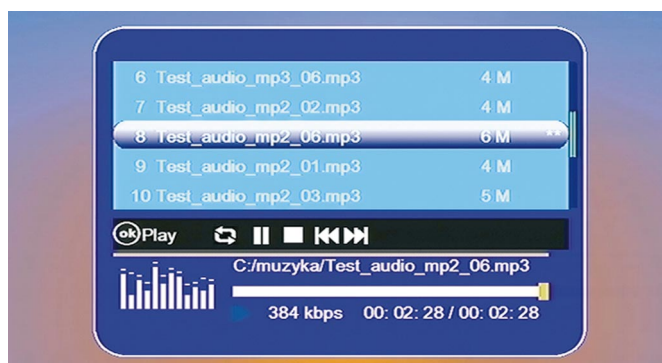 6 Test_audio_mp3_06.mp3 4 M
7 Test_audio_mp2_02.mp3 4 M
8 Test_audio_mp2_06.mp3 6 M **
9 Test_audio_mp2_01.mp3 4 M
10 Test_audio_mp2_03.mp3 5 M
ok Play
C:/muzyka/Test_audio_mp2_06.mp3
384 kbps 00: 02: 28 / 00: 02: 28